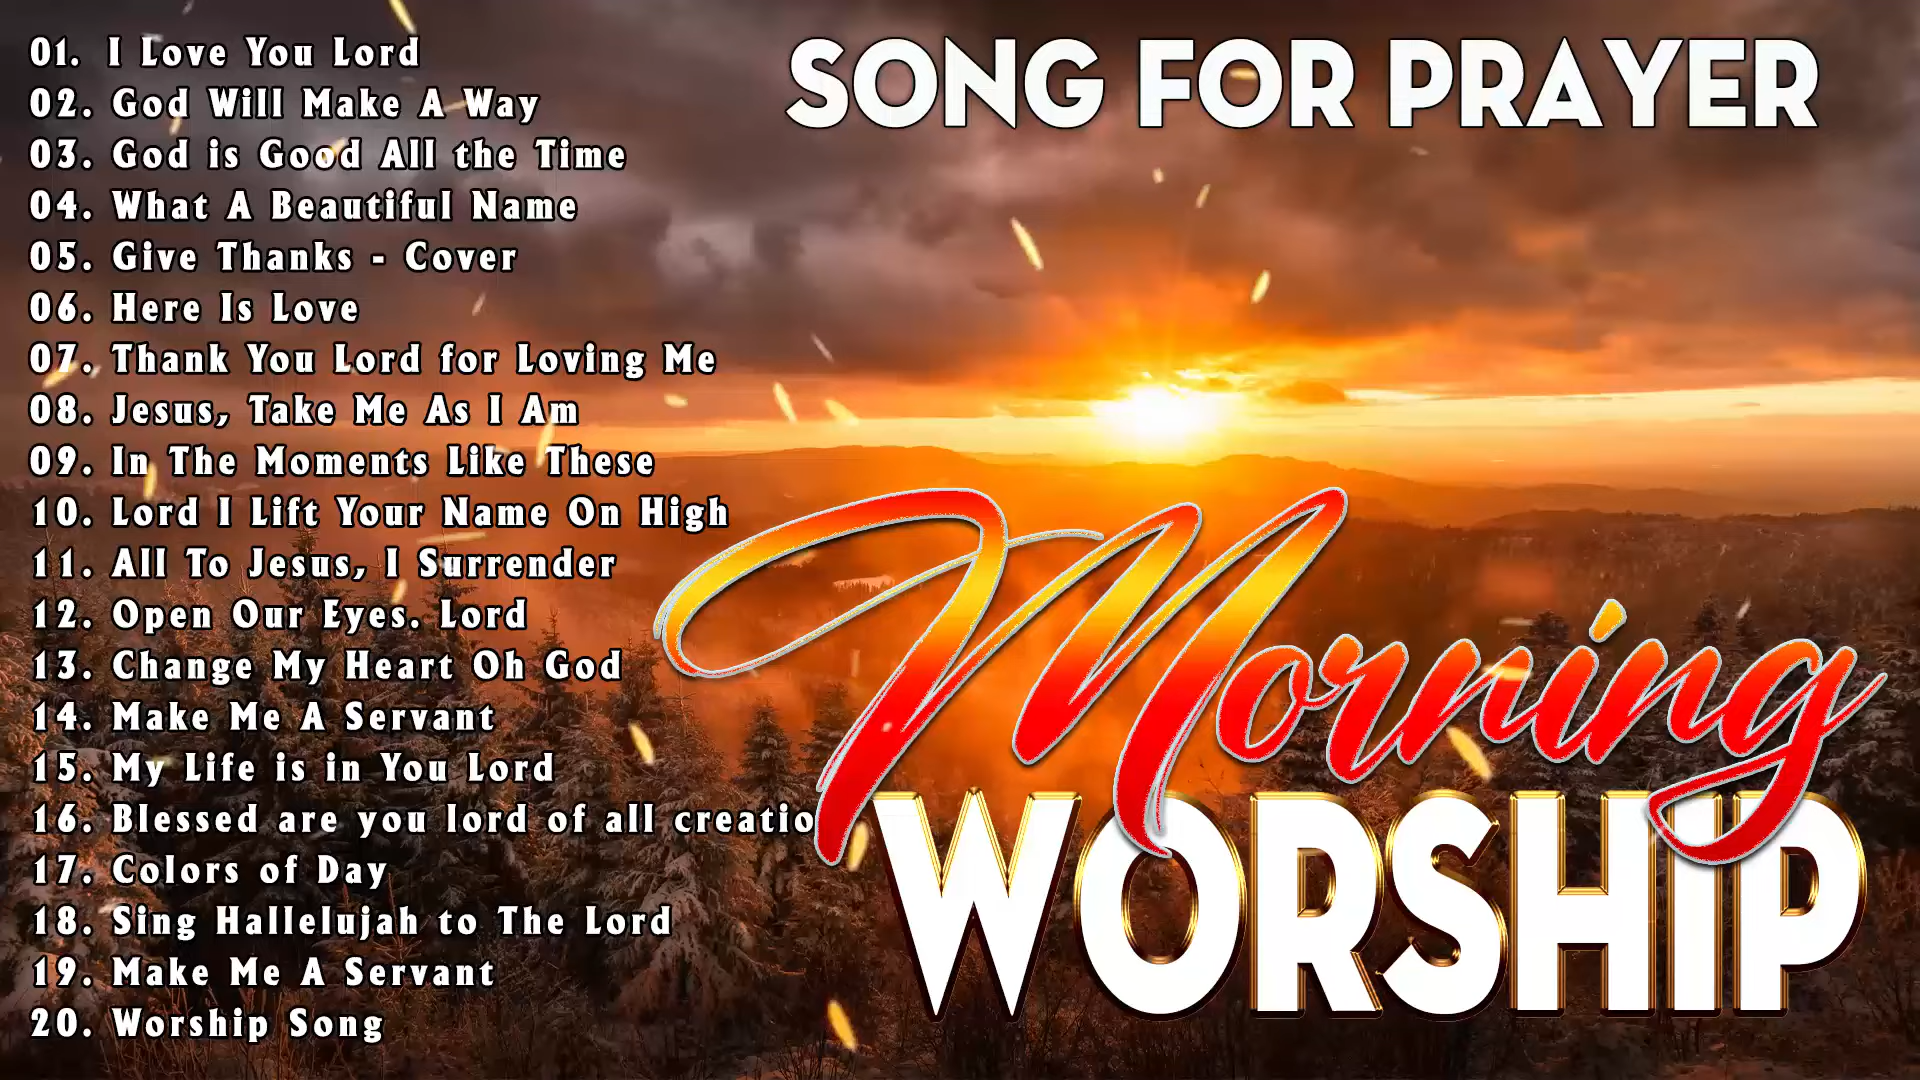 01. I Love You Lord
02. God Will Make A Way
03. God is Good All the Time
04. What A Beautiful Name
05. Give Thanks - Cover
06. Here Is Love
07. Thank You Lord for Loving Me
08. Jesus, Take Me As I Am
09. In The Moments Like These
10. Lord I Lift Your Name On High
11. All To Jesus, I Surrender
12. Open Our Eyes. Lord
13. Change My Heart Oh God
14. Make Me A Servant
15. My Life is in You Lord
16. Blessed are you lord of all creatio
17. Colors of Day
18. Sing Hallelujah to The Lord
19. Make Me A Servant
20. Worship Song
SONG FOR PRAYER
Morning
WORSHIP